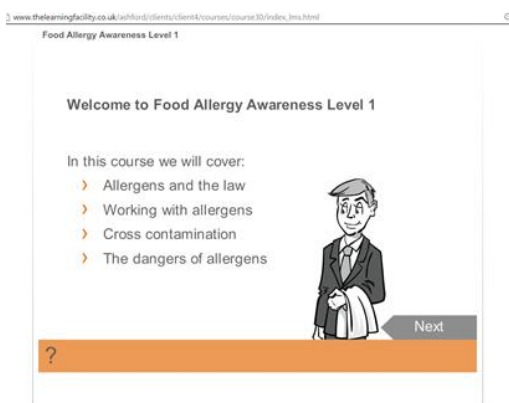 www.thelearningfacility.co.uk/ashford/clients/client4/courses/course30/index_lms.html
Food Allergy Awareness Level 1
Welcome to Food Allergy Awareness Level 1
In this course we will cover:
Allergens and the law
Working with allergens
Cross contamination
The dangers of allergens
Next
?